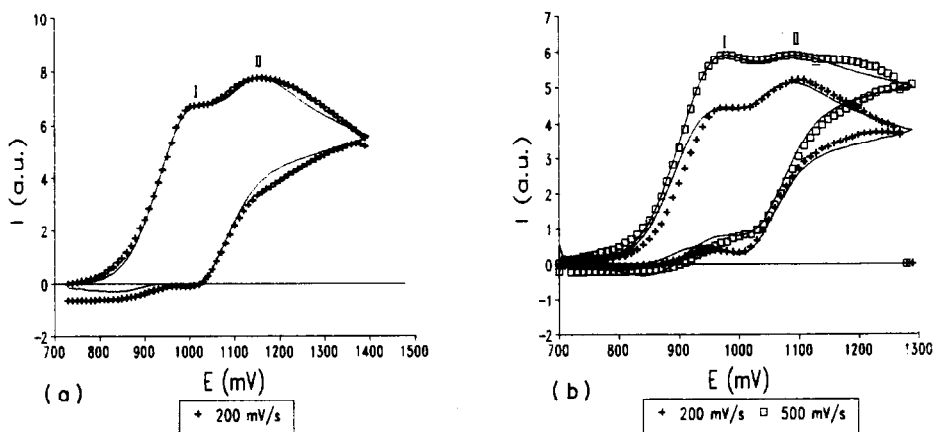 10
8
6
4
2
0
-2
I (a.u.)
I
II
700 800 900 1000 1100 1200 1300 1400 1500
E (mV)
(a)
+ 200 mV/s
7
6
5
4
3
2
1
0
-1
-2
I (a.u.)
I
II
700 800 900 1000 1100 1200 1300
E (mV)
(b)
+ 200 mV/s □ 500 mV/s